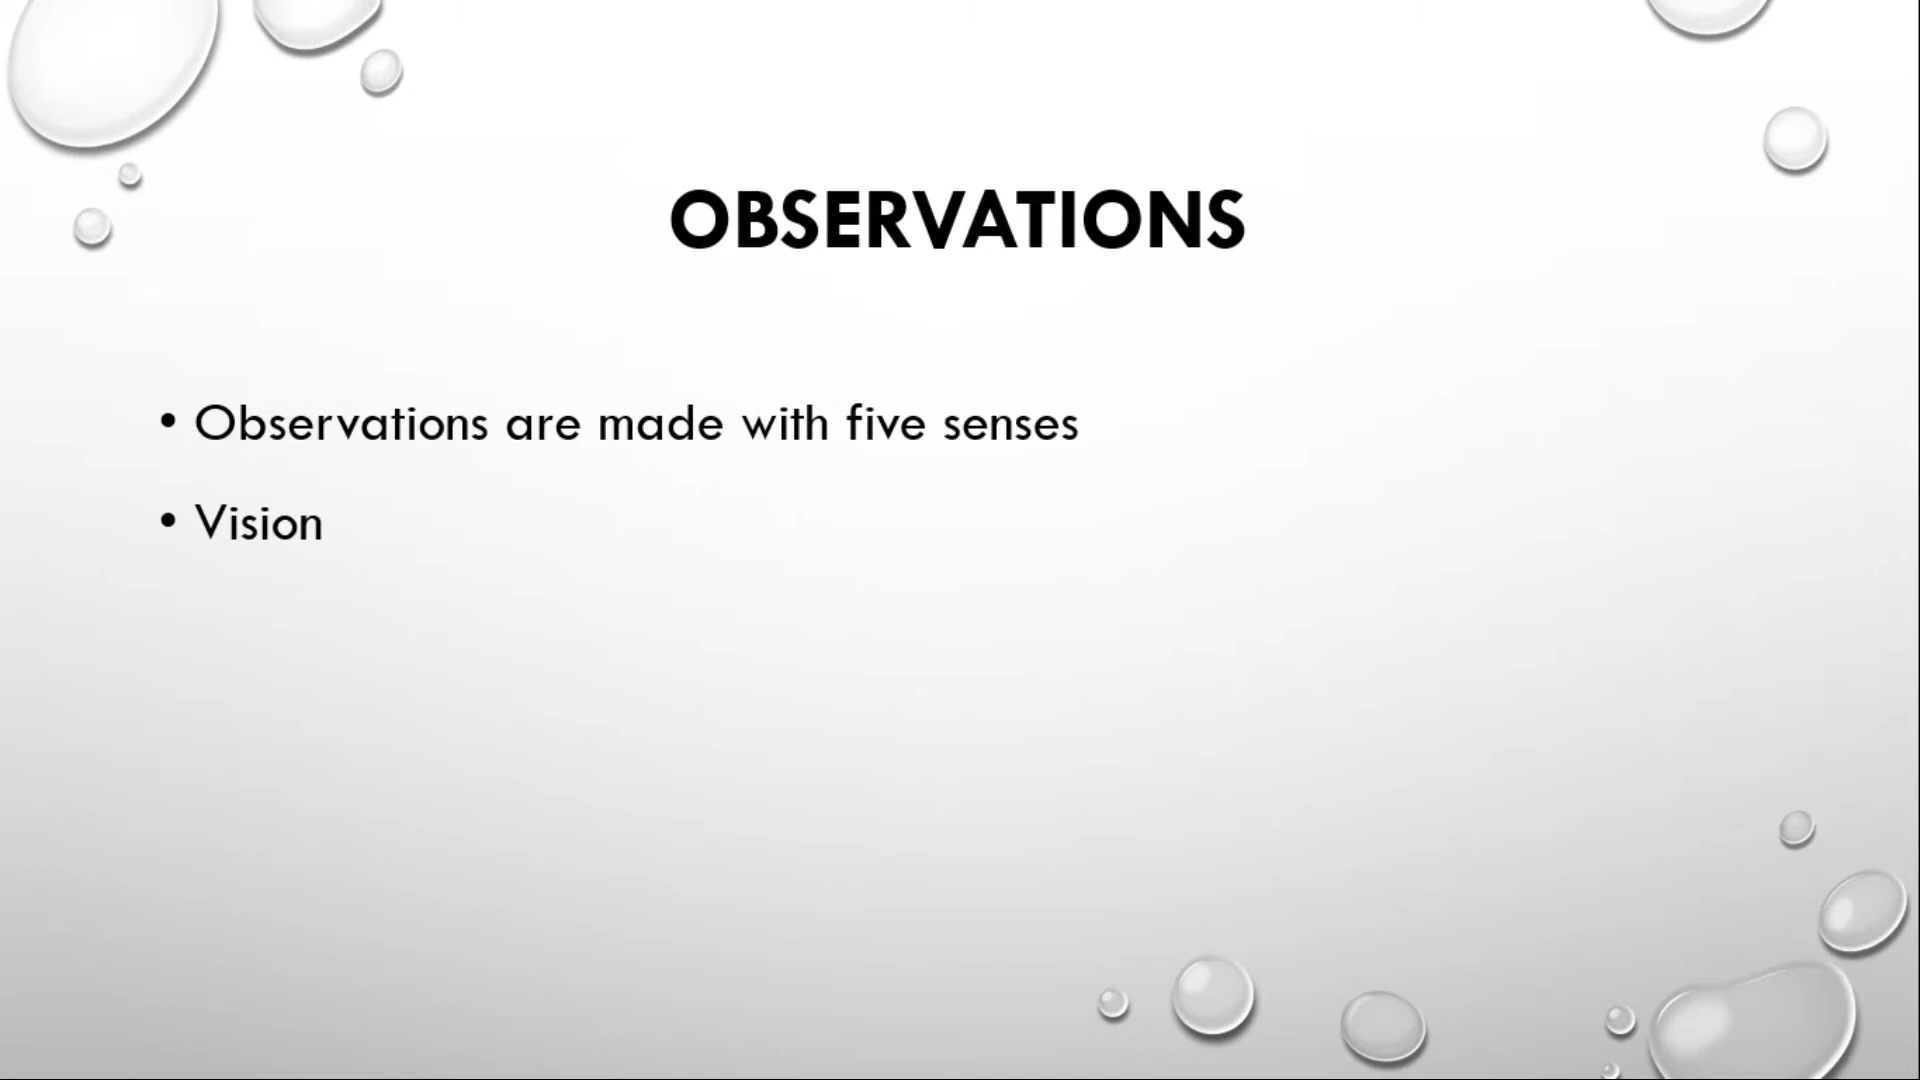 OBSERVATIONS
• Observations are made with five senses
• Vision